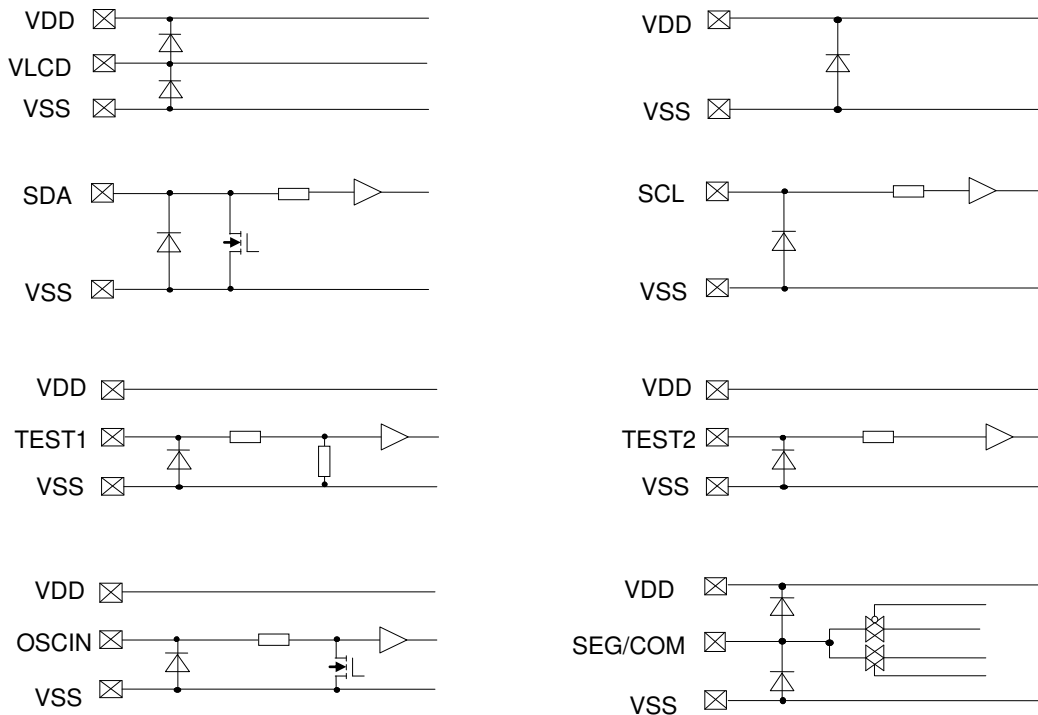 VDD
VLCD
VSS
VDD
VSS
SDA
VSS
SCL
VSS
VDD
TEST1
VSS
VDD
TEST2
VSS
VDD
OSCIN
VSS
VDD
SEG/COM
VSS